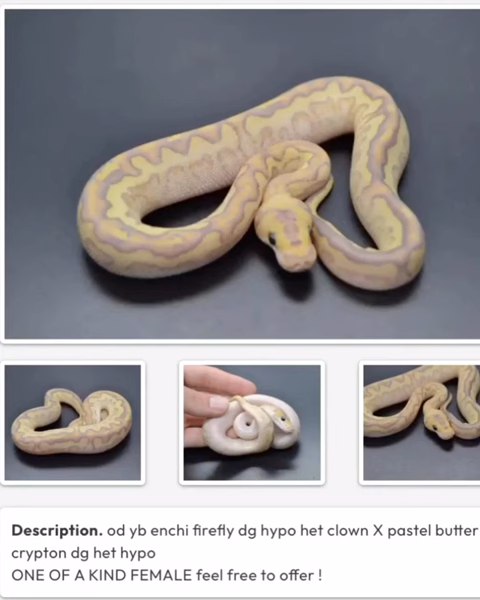 Description. od yb enchi firefly dg hypo het clown X pastel butter
crypton dg het hypo
ONE OF A KIND FEMALE feel free to offer !